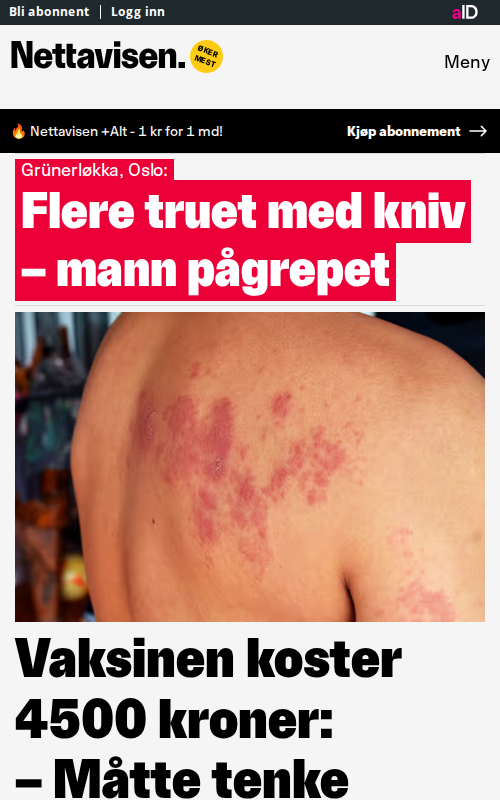 Bli abonnent | Logg inn
aID
Nettavisen.
ØKER
MEST
Meny
🔥 Nettavisen +Alt - 1 kr for 1 md!
Kjøp abonnement →
Grünerløkka, Oslo:
Flere truet med kniv
– mann pågrepet
Vaksinen koster
4500 kroner:
– Måtte tenke